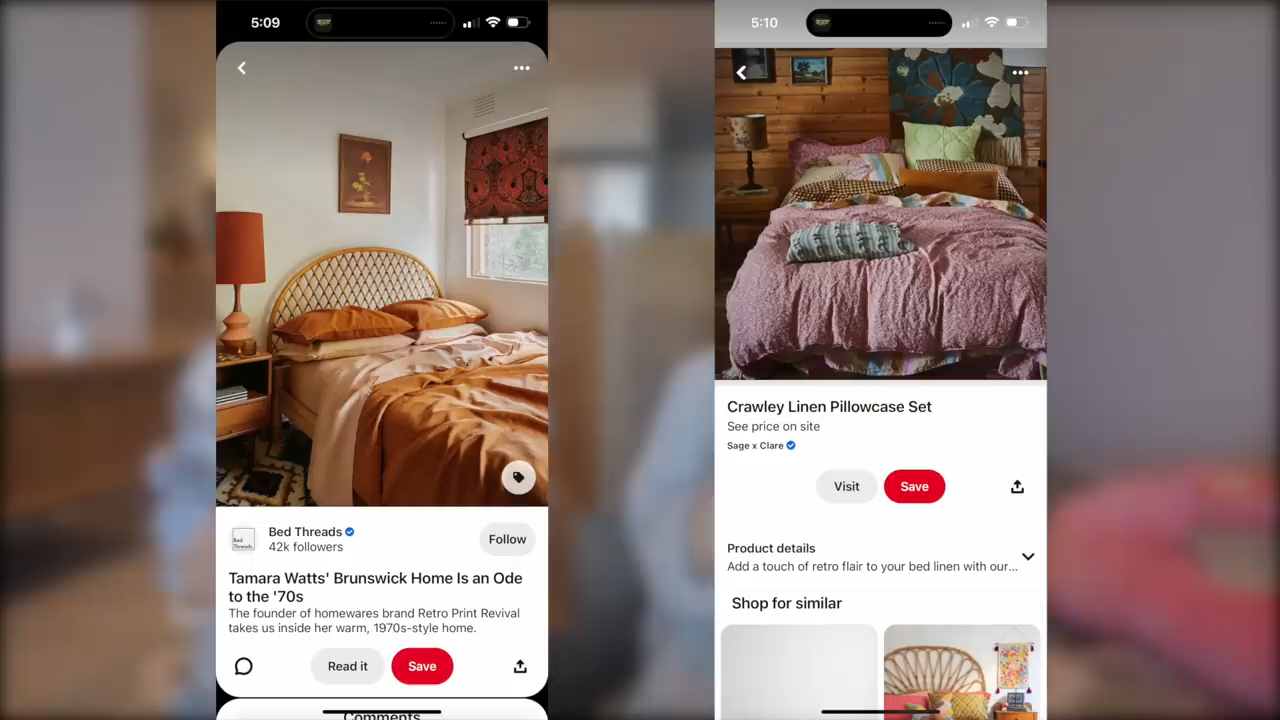 5:09
Bed Threads
42k followers
Follow
Tamara Watts' Brunswick Home Is an Ode
to the '70s
The founder of homewares brand Retro Print Revival
takes us inside her warm, 1970s-style home.
Read it
Save
Comments
5:10
Crawley Linen Pillowcase Set
See price on site
Sage x Clare
Visit
Save
Product details
Add a touch of retro flair to your bed linen with our...
Shop for similar